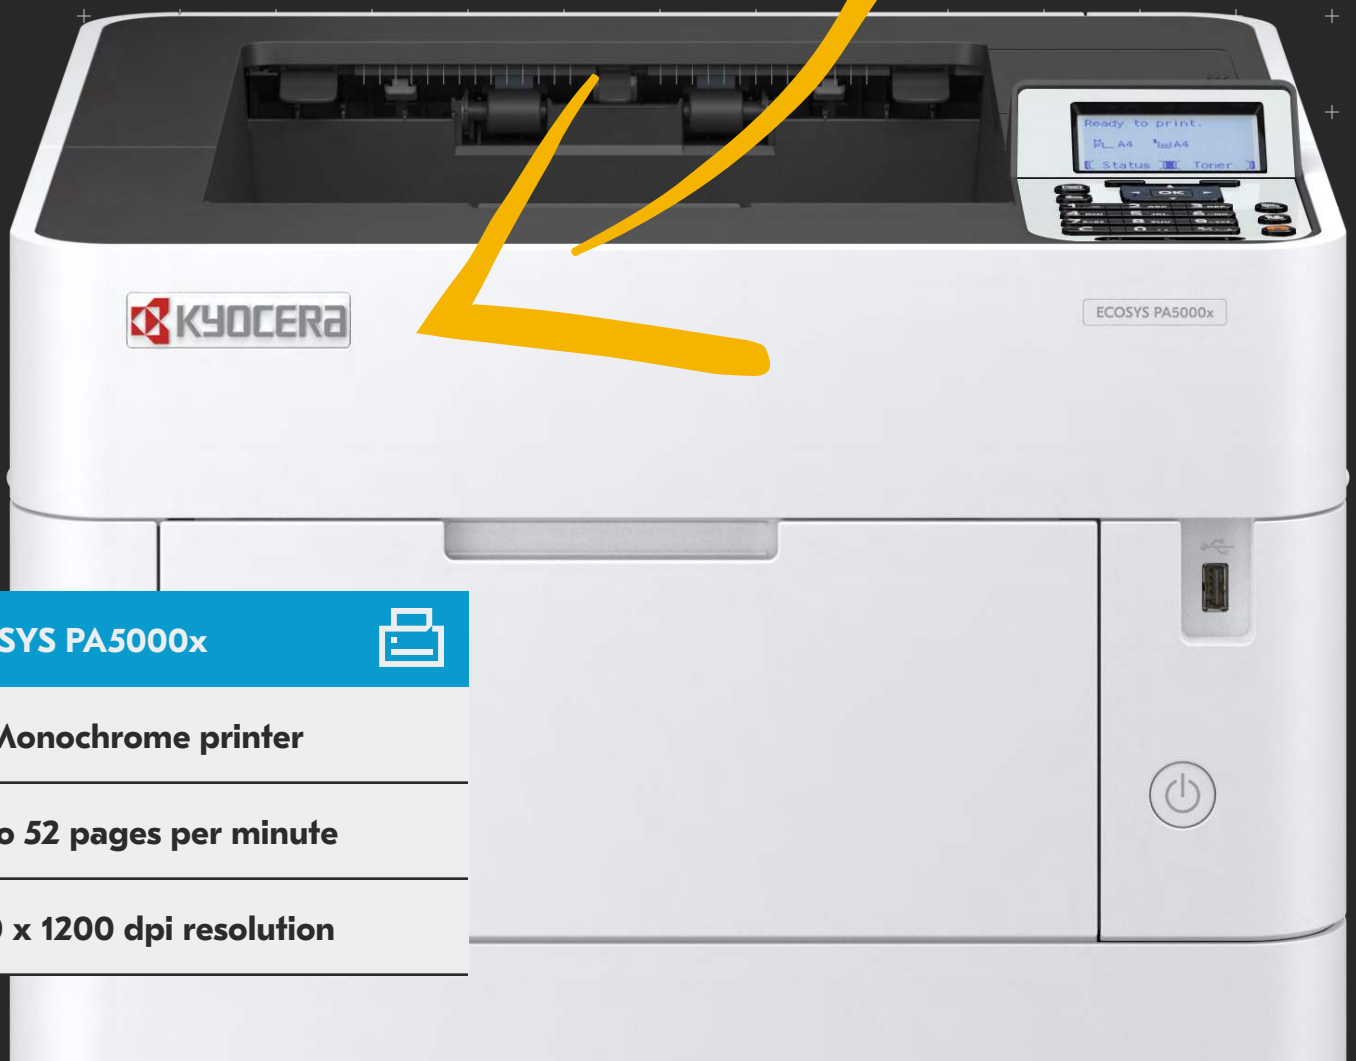 Ready to print.
A4 A4
Status Toner
OK
KYOCERA
ECOSYS PA5000x
SYS PA5000x
Monochrome printer
o 52 pages per minute
x 1200 dpi resolution